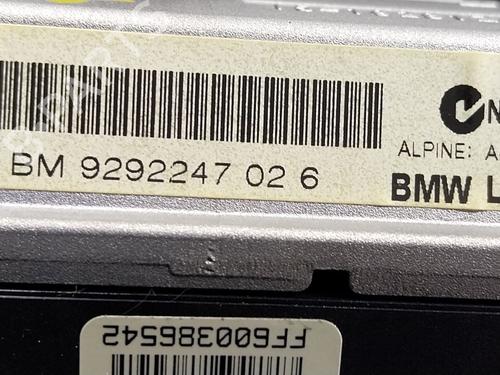 N
ALPINE: A
BM 9292247 02 6
BMW L
FF600386542